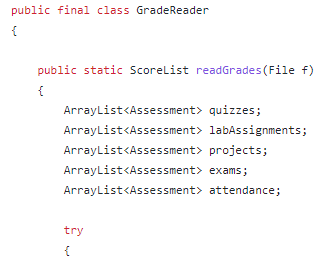 public final class GradeReader
{
public static ScoreList readGrades(File f)
{
ArrayList<Assessment> quizzes;
ArrayList<Assessment> labAssignments;
ArrayList<Assessment> projects;
ArrayList<Assessment> exams;
ArrayList<Assessment> attendance;
try
{